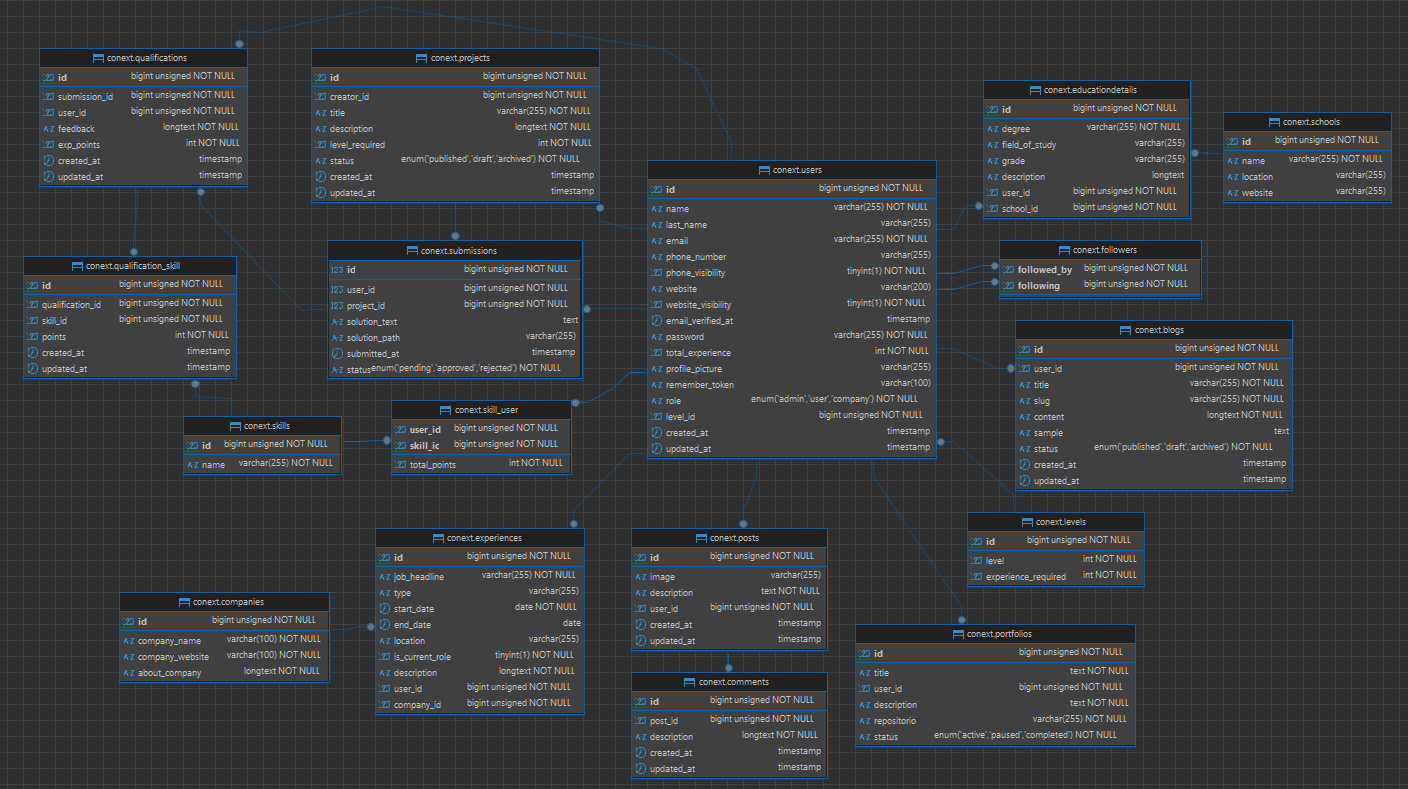 conext.qualifications
id bigint unsigned NOT NULL
submission_id bigint unsigned NOT NULL
user_id bigint unsigned NOT NULL
feedback longtext NOT NULL
exp_points int NOT NULL
created_at timestamp
updated_at timestamp
conext.projects
id bigint unsigned NOT NULL
creator_id bigint unsigned NOT NULL
title varchar(255) NOT NULL
description longtext NOT NULL
level_required int NOT NULL
status enum('published','draft','archived') NOT NULL
created_at timestamp
updated_at timestamp
conext.users
id bigint unsigned NOT NULL
name varchar(255) NOT NULL
last_name varchar(255)
email varchar(255) NOT NULL
phone_number varchar(255)
phone_visibility tinyint(1) NOT NULL
website varchar(200)
website_visibility tinyint(1) NOT NULL
email_verified_at timestamp
password varchar(255) NOT NULL
total_experience int NOT NULL
profile_picture varchar(255)
remember_token varchar(100)
role enum('admin','user','company') NOT NULL
level_id bigint unsigned NOT NULL
created_at timestamp
updated_at timestamp
conext.educationdetails
id bigint unsigned NOT NULL
degree varchar(255) NOT NULL
field_of_study varchar(255)
grade varchar(255)
description longtext
user_id bigint unsigned NOT NULL
school_id bigint unsigned NOT NULL
conext.schools
id bigint unsigned NOT NULL
name varchar(255) NOT NULL
location varchar(255)
website varchar(255)
conext.qualification_skill
id bigint unsigned NOT NULL
qualification_id bigint unsigned NOT NULL
skill_id bigint unsigned NOT NULL
points int NOT NULL
created_at timestamp
updated_at timestamp
conext.submissions
id bigint unsigned NOT NULL
user_id bigint unsigned NOT NULL
project_id bigint unsigned NOT NULL
solution_text text
solution_path varchar(255)
submitted_at timestamp
status enum('pending','approved','rejected') NOT NULL
conext.followers
followed_by bigint unsigned NOT NULL
following bigint unsigned NOT NULL
conext.blogs
id bigint unsigned NOT NULL
user_id bigint unsigned NOT NULL
title varchar(255) NOT NULL
slug varchar(255) NOT NULL
content longtext NOT NULL
sample text
status enum('published','draft','archived') NOT NULL
created_at timestamp
updated_at timestamp
conext.skills
id bigint unsigned NOT NULL
name varchar(255) NOT NULL
conext.skill_user
user_id bigint unsigned NOT NULL
skill_ic bigint unsigned NOT NULL
total_points int NOT NULL
conext.levels
id bigint unsigned NOT NULL
level int NOT NULL
experience_required int NOT NULL
conext.experiences
id bigint unsigned NOT NULL
job_headline varchar(255) NOT NULL
type varchar(255)
start_date date NOT NULL
end_date date
location varchar(255)
is_current_role tinyint(1) NOT NULL
description longtext NOT NULL
user_id bigint unsigned NOT NULL
company_id bigint unsigned NOT NULL
conext.posts
id bigint unsigned NOT NULL
image varchar(255)
description text NOT NULL
user_id bigint unsigned NOT NULL
created_at timestamp
updated_at timestamp
conext.companies
id bigint unsigned NOT NULL
company_name varchar(100) NOT NULL
company_website varchar(100) NOT NULL
about_company longtext NOT NULL
conext.portfolios
id bigint unsigned NOT NULL
title text NOT NULL
user_id bigint unsigned NOT NULL
description text NOT NULL
repositorio varchar(255) NOT NULL
status enum('active','paused','completed') NOT NULL
conext.comments
id bigint unsigned NOT NULL
post_id bigint unsigned NOT NULL
description longtext NOT NULL
created_at timestamp
updated_at timestamp